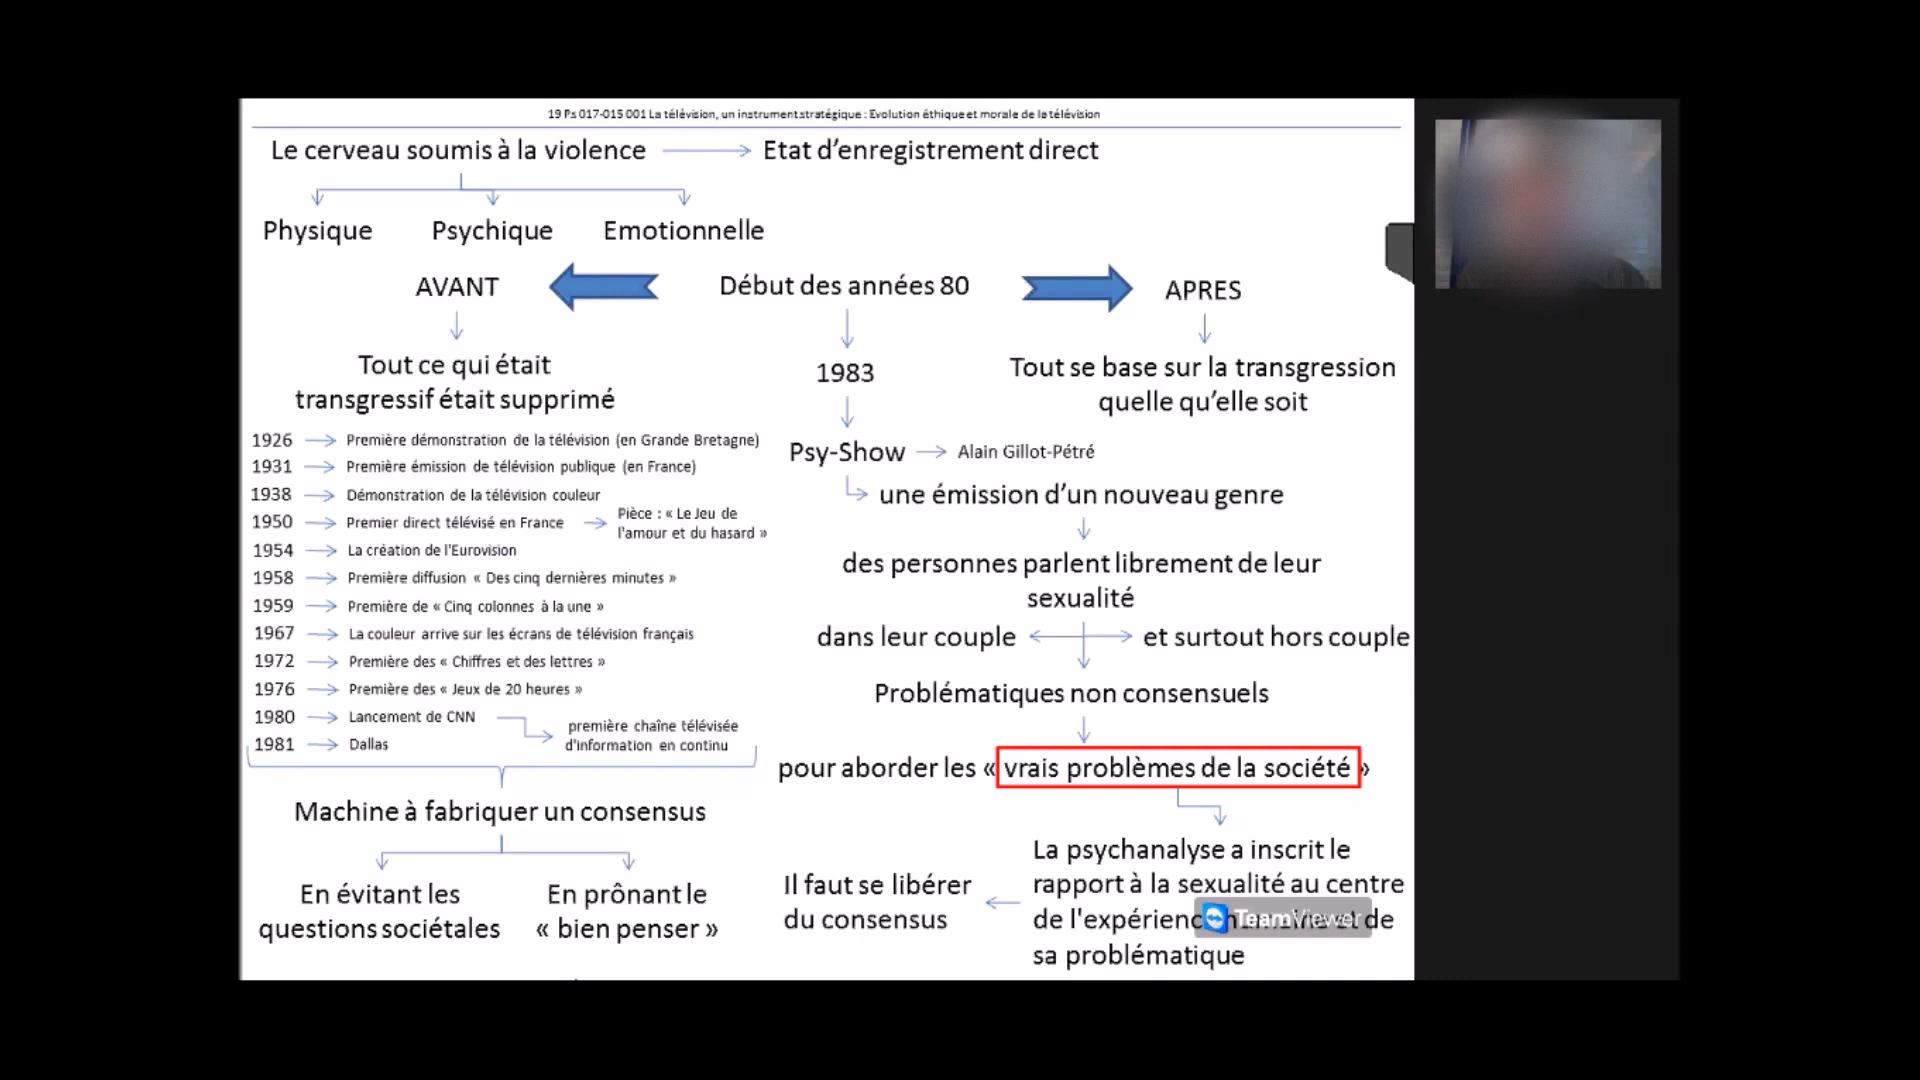 19 Ps 017-015 001 La télévision, un instrument stratégique : Evolution éthique et morale de la télévision
Le cerveau soumis à la violence
Etat d'enregistrement direct
Physique
Psychique
Emotionnelle
AVANT
Début des années 80
APRES
Tout ce qui était
transgressif était supprimé
1926 Première démonstration de la télévision (en Grande Bretagne)
1931 Première émission de télévision publique (en France)
1938 Démonstration de la télévision couleur
1950 Premier direct télévisé en France
Pièce : « Le Jeu de
l'amour et du hasard »
1954 La création de l'Eurovision
1958 Première diffusion « Des cinq dernières minutes »
1959 Première de « Cinq colonnes à la une »
1967 La couleur arrive sur les écrans de télévision français
1972 Première des « Chiffres et des lettres »
1976 Première des « Jeux de 20 heures »
1980 Lancement de CNN
première chaîne télévisée
d'information en continu
1981 Dallas
Machine à fabriquer un consensus
En évitant les
questions sociétales
En prônant le
« bien penser »
1983
Psy-Show
Alain Gillot-Pétré
une émission d'un nouveau genre
des personnes parlent librement de leur
sexualité
dans leur couple
et surtout hors couple
Problématiques non consensuels
pour aborder les « vrais problèmes de la société »
Tout se base sur la transgression
quelle qu'elle soit
La psychanalyse a inscrit le
rapport à la sexualité au centre
de l'expérience de
sa problématique
TeamViewer
Il faut se libérer
du consensus